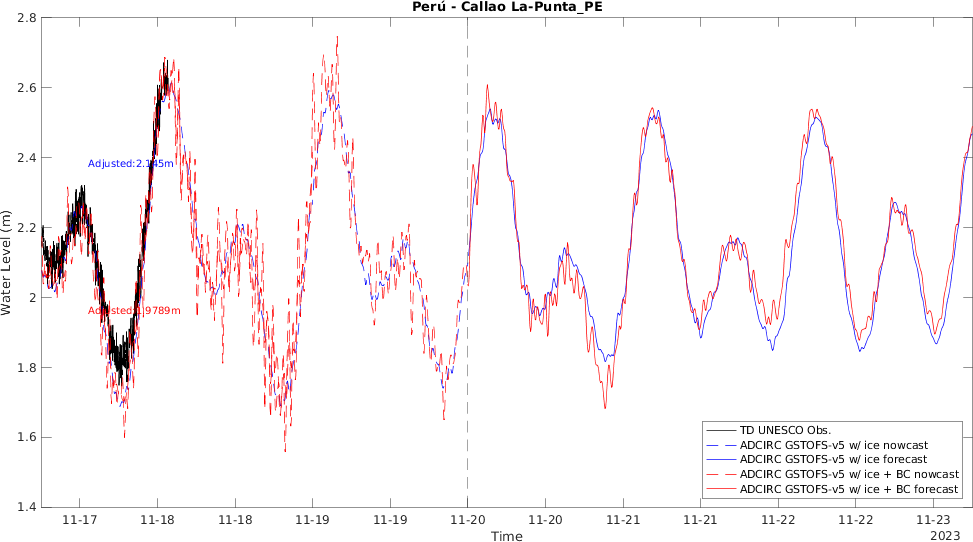 Perú - Callao La-Punta_PE
2.8
2.6
2.4
2.2
2
1.8
1.6
1.4
Water Level (m)
Adjusted:2.145m
Adjusted:1.9789m
TD UNESCO Obs.
ADCIRC GSTOFS-v5 w/ ice nowcast
ADCIRC GSTOFS-v5 w/ ice forecast
ADCIRC GSTOFS-v5 w/ ice + BC nowcast
ADCIRC GSTOFS-v5 w/ ice + BC forecast
11-17 11-18 11-18 11-19 11-19 11-20 11-20 11-21 11-21 11-22 11-22 11-23
2023
Time